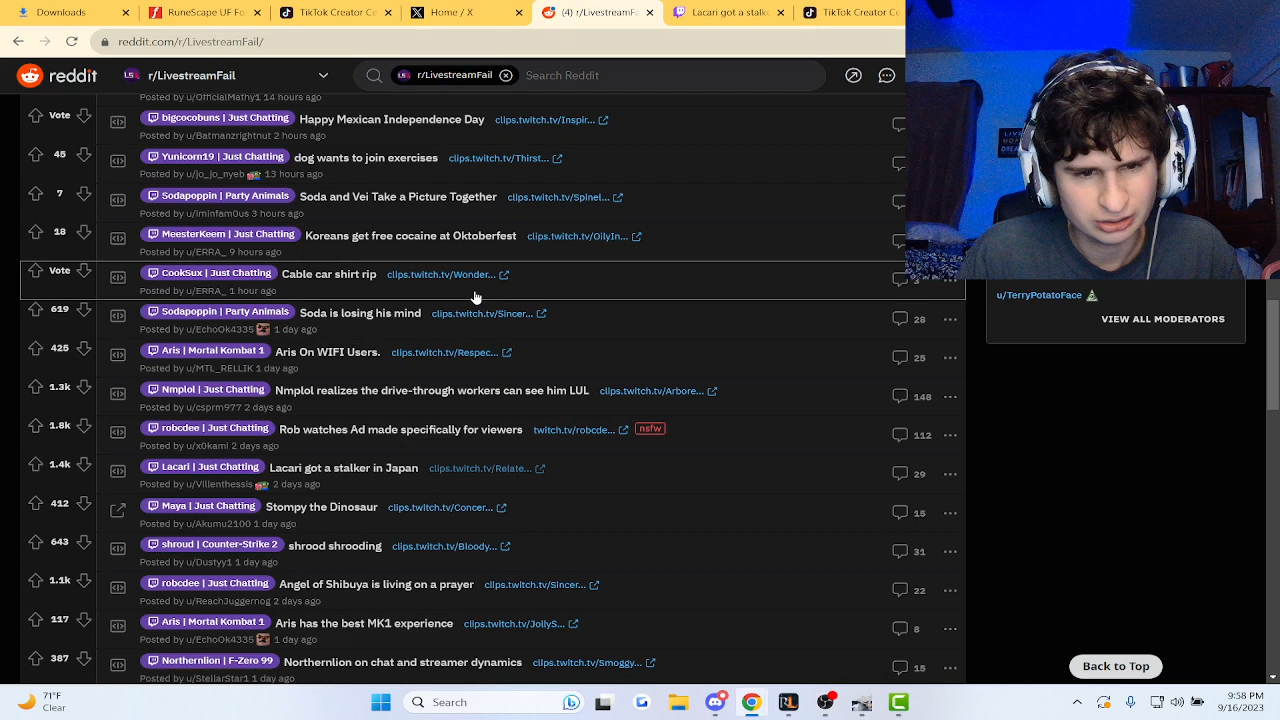 Downloads
RuneScape UF Fo
TikTok Creator Ce
Home / X
(4) r/LivestreamFa
Lacari got a stalke
TikTok Creator Ce
reddit.com/r/LivestreamFail/
reddit
r/LivestreamFail
r/LivestreamFail
Search Reddit
Posted by u/OfficialMathy1 14 hours ago
Vote
bigcocobuns | Just Chatting
Happy Mexican Independence Day
clips.twitch.tv/Inspir...
Posted by u/Batmanzrightnut 2 hours ago
45
Yunicorn19 | Just Chatting
dog wants to join exercises
clips.twitch.tv/Thirst...
Posted by u/jo_jo_nyeb 13 hours ago
7
Sodapoppin | Party Animals
Soda and Vei Take a Picture Together
clips.twitch.tv/Spinel...
Posted by u/iminfam0us 3 hours ago
18
MeesterKeem | Just Chatting
Koreans get free cocaine at Oktoberfest
clips.twitch.tv/OilyIn...
Posted by u/ERRA_ 9 hours ago
Vote
CookSux | Just Chatting
Cable car shirt rip
clips.twitch.tv/Wonder...
3
Posted by u/ERRA_ 1 hour ago
619
Sodapoppin | Party Animals
Soda is losing his mind
clips.twitch.tv/Sincer...
28
Posted by u/EchoOk4335 1 day ago
425
Aris | Mortal Kombat 1
Aris On WIFI Users.
clips.twitch.tv/Respec...
25
Posted by u/MTL_RELLIK 1 day ago
1.3k
Nmplol | Just Chatting
Nmplol realizes the drive-through workers can see him LUL
clips.twitch.tv/Arbore...
148
Posted by u/csprm977 2 days ago
1.8k
robcdee | Just Chatting
Rob watches Ad made specifically for viewers
twitch.tv/robcde...
nsfw
112
Posted by u/x0kami 2 days ago
1.4k
Lacari | Just Chatting
Lacari got a stalker in Japan
clips.twitch.tv/Relate...
29
Posted by u/Villenthessis 2 days ago
412
Maya | Just Chatting
Stompy the Dinosaur
clips.twitch.tv/Concer...
15
Posted by u/Akumu2100 1 day ago
643
shroud | Counter-Strike 2
shrood shrooding
clips.twitch.tv/Bloody...
31
Posted by u/Dustyy1 1 day ago
1.1k
robcdee | Just Chatting
Angel of Shibuya is living on a prayer
clips.twitch.tv/Sincer...
22
Posted by u/ReachJuggernog 2 days ago
117
Aris | Mortal Kombat 1
Aris has the best MK1 experience
clips.twitch.tv/JollyS...
8
Posted by u/EchoOk4335 1 day ago
387
Northernlion | F-Zero 99
Northernlion on chat and streamer dynamics
clips.twitch.tv/Smoggy...
15
Posted by u/StellarStar1 1 day ago
u/TerryPotatoFace
VIEW ALL MODERATORS
Back to Top
71°F
Clear
Search
9:58 PM
9/16/2023